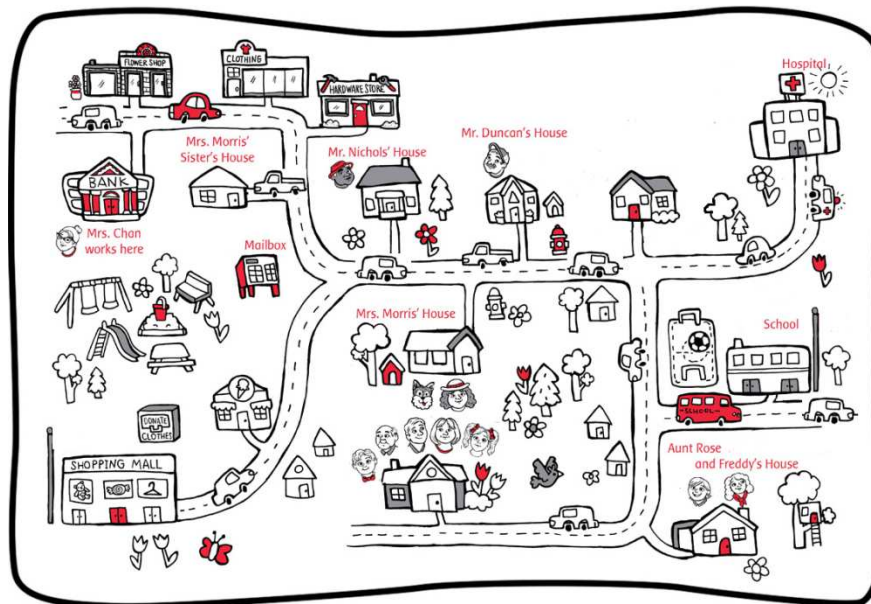 FLOWER SHOP
CLOTHING
HARDWARE STORE
Hospital
Mrs. Morris'
Sister's House
Mr. Nichols' House
Mr. Duncan's House
BANK
Mrs. Chan
works here
Mailbox
Mrs. Morris' House
School
DONATE
CLOTHES
SCHOOL
SHOPPING MALL
Aunt Rose
and Freddy's House